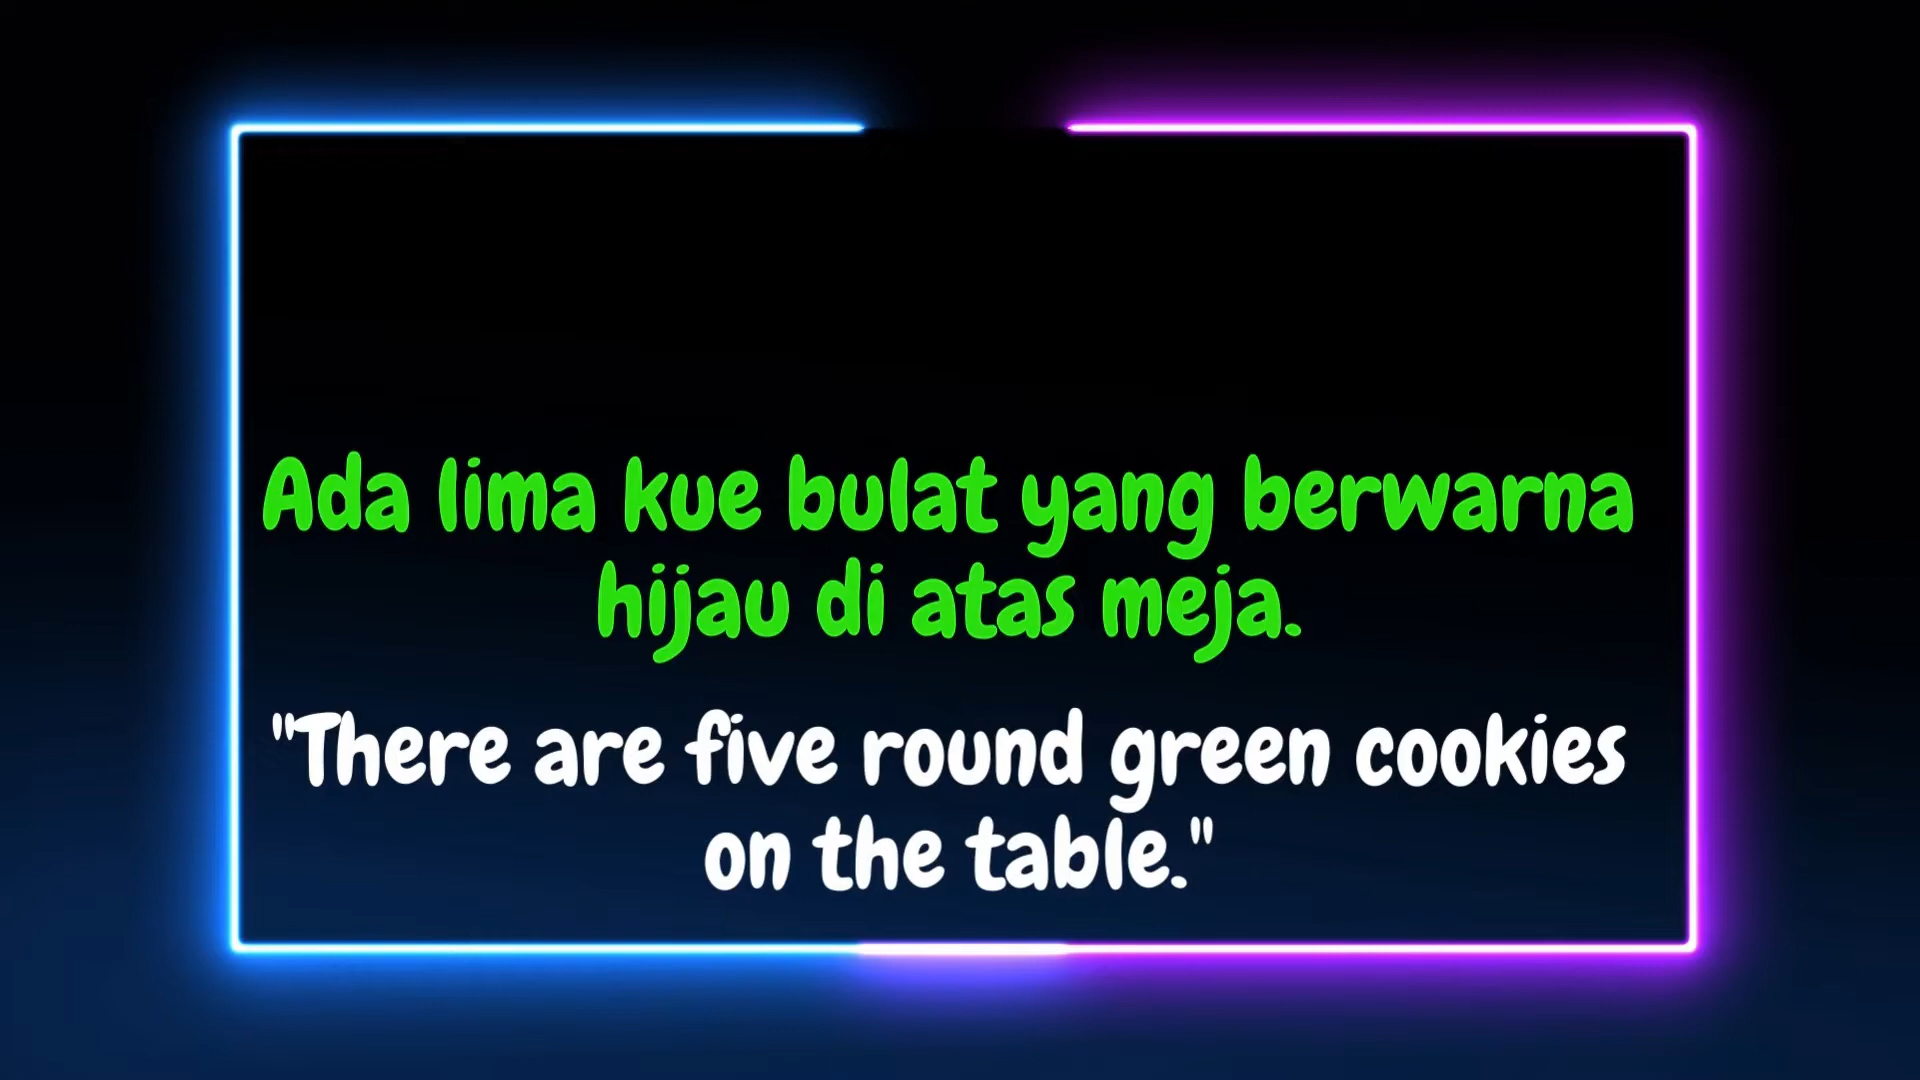 Ada lima kue bulat yang berwarna
hijau di atas meja.
"There are five round green cookies
on the table."